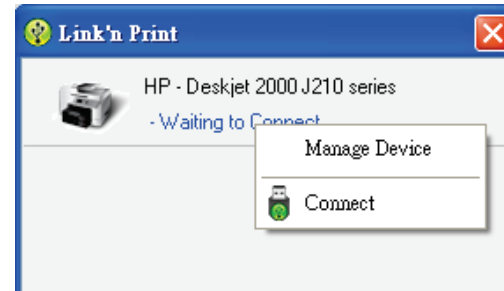 Link'n Print
HP - Deskjet 2000 J210 series
- Waiting to Connect
Manage Device
Connect